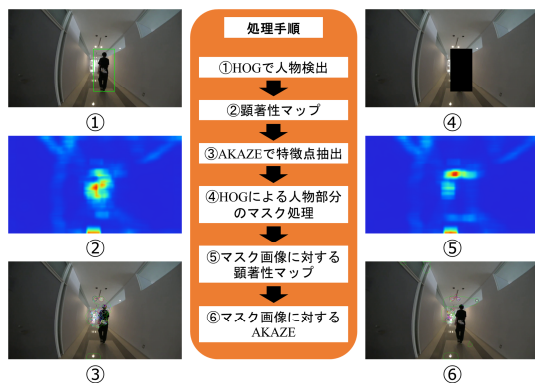 処理手順
①HOGで人物検出
②顕著性マップ
③AKAZEで特徴点抽出
④HOGによる人物部分
のマスク処理
⑤マスク画像に対する
顕著性マップ
⑥マスク画像に対する
AKAZE
①
②
③
④
⑤
⑥